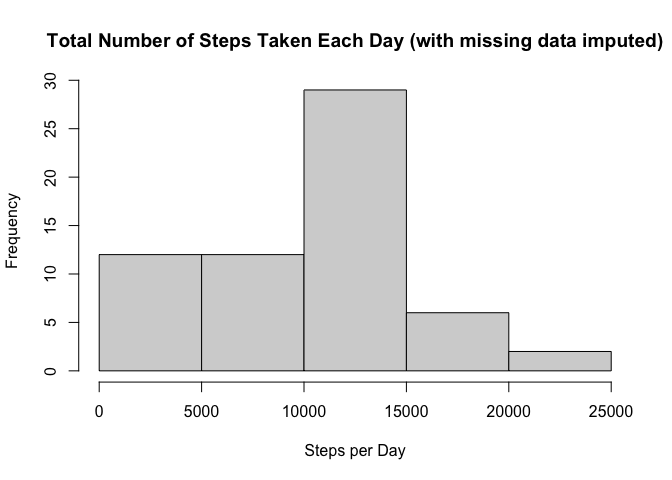 Total Number of Steps Taken Each Day (with missing data imputed)
30
25
20
15
10
5
0
Frequency
0 5000 10000 15000 20000 25000
Steps per Day